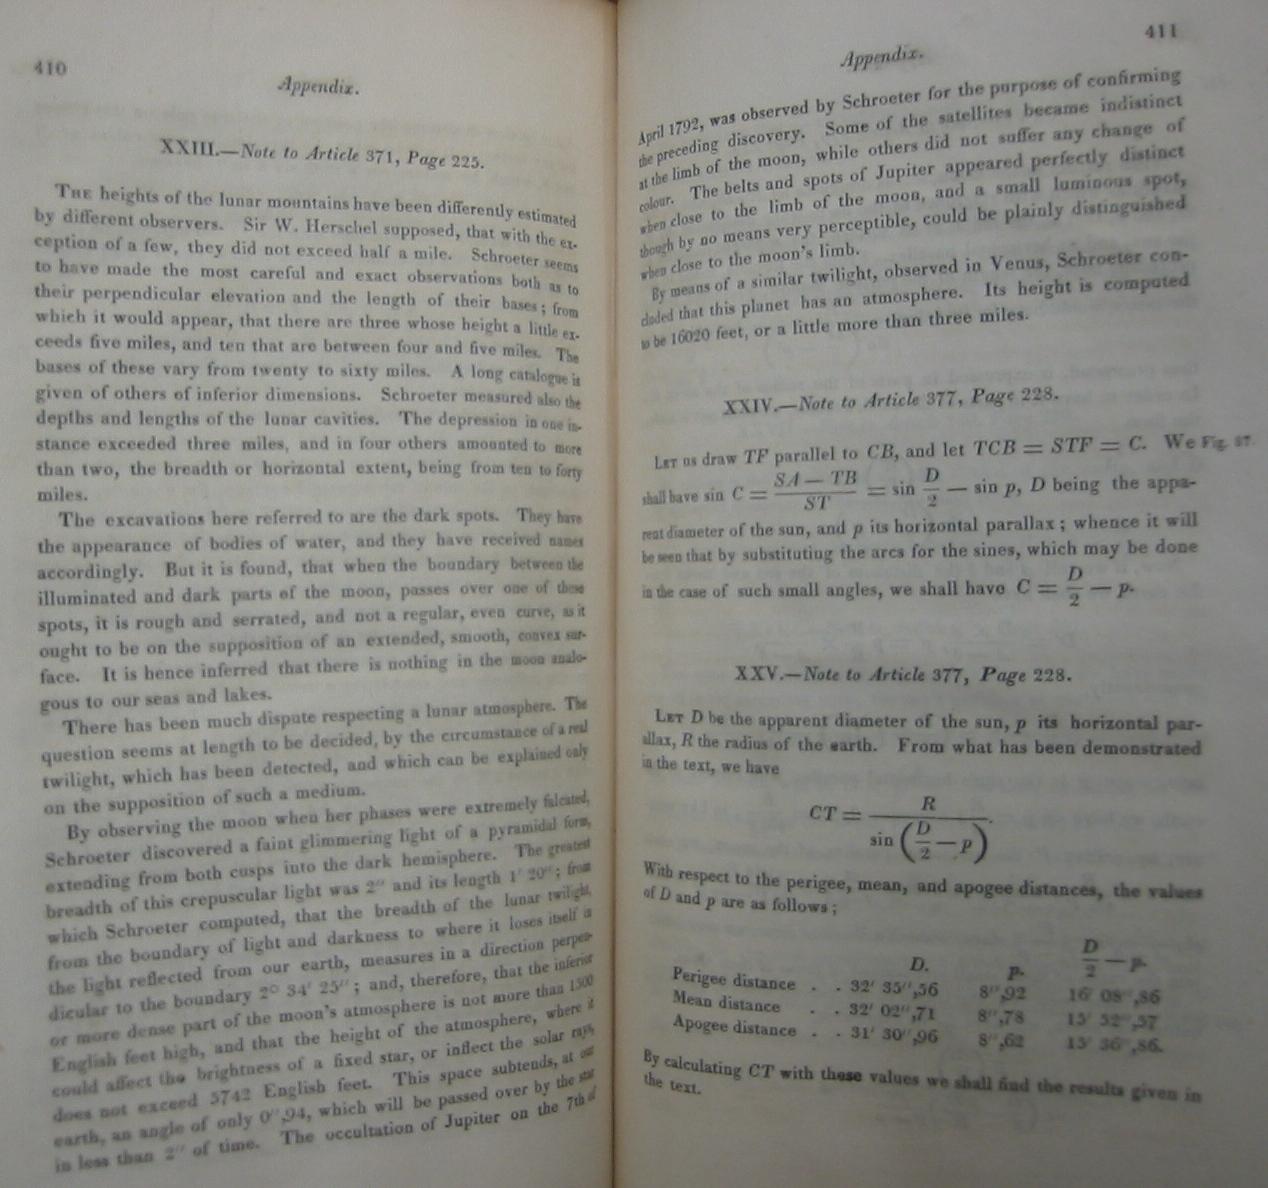 410
Appendix.
XXIII.—Note to Article 371, Page 225.
THE heights of the lunar mountains have been differently estimated
by different observers. Sir W. Herschel supposed, that with the ex-
ception of a few, they did not exceed half a mile. Schroeter seems
to have made the most careful and exact observations both as to
their perpendicular elevation and the length of their bases; from
which it would appear, that there are three whose height a little ex-
ceeds five miles, and ten that are between four and five miles. The
bases of these vary from twenty to sixty miles. A long catalogue is
given of others of inferior dimensions. Schroeter measured also the
depths and lengths of the lunar cavities. The depression in one in-
stance exceeded three miles, and in four others amounted to more
than two, the breadth or horizontal extent, being from ten to forty
miles.
The excavations here referred to are the dark spots. They have
the appearance of bodies of water, and they have received names
accordingly. But it is found, that when the boundary between the
illuminated and dark parts of the moon, passes over one of these
spots, it is rough and serrated, and not a regular, even curve, as it
ought to be on the supposition of an extended, smooth, convex sur-
face. It is hence inferred that there is nothing in the moon analo-
gous to our seas and lakes.
There has been much dispute respecting a lunar atmosphere. The
question seems at length to be decided, by the circumstance of a real
twilight, which has been detected, and which can be explained only
on the supposition of such a medium.
By observing the moon when her phases were extremely falcated,
Schroeter discovered a faint glimmering light of a pyramidal form,
extending from both cusps into the dark hemisphere. The greatest
breadth of this crepuscular light was 2″ and its length 1′ 20″; from
which Schroeter computed, that the breadth of the lunar twilight,
from the boundary of light and darkness to where it loses itself in
the light reflected from our earth, measures in a direction perpen-
dicular to the boundary 2° 34′ 25″; and, therefore, that the inferior
or more dense part of the moon's atmosphere is not more than 1500
English feet high, and that the height of the atmosphere, where it
could affect the brightness of a fixed star, or inflect the solar rays,
does not exceed 5742 English feet. This space subtends, at our
earth, an angle of only 0″,94, which will be passed over by the star
in less than 2″ of time. The occultation of Jupiter on the 7th of
411
Appendix.
April 1792, was observed by Schroeter for the purpose of confirming
the preceding discovery. Some of the satellites became indistinct
at the limb of the moon, while others did not suffer any change of
colour. The belts and spots of Jupiter appeared perfectly distinct
when close to the limb of the moon, and a small luminous spot,
though by no means very perceptible, could be plainly distinguished
when close to the moon's limb.
By means of a similar twilight, observed in Venus, Schroeter con-
cluded that this planet has an atmosphere. Its height is computed
to be 16020 feet, or a little more than three miles.
XXIV.—Note to Article 377, Page 228.
LET us draw TF parallel to CB, and let TCB = STF = C. We Fig. 87.
shall have sin C = (SA — TB)/ST = sin D/2 — sin p, D being the appa-
rent diameter of the sun, and p its horizontal parallax; whence it will
be seen that by substituting the arcs for the sines, which may be done
in the case of such small angles, we shall have C = D/2 — p.
XXV.—Note to Article 377, Page 228.
LET D be the apparent diameter of the sun, p its horizontal par-
allax, R the radius of the earth. From what has been demonstrated
in the text, we have
CT = R / sin (D/2 — p).
With respect to the perigee, mean, and apogee distances, the values
of D and p are as follows;
D. p. D/2 — p.
Perigee distance . . 32′ 35″,56 8″,92 16′ 08″,86
Mean distance . . 32′ 02″,71 8″,78 15′ 52″,57
Apogee distance . . 31′ 30″,96 8″,62 15′ 36″,86.
By calculating CT with these values we shall find the results given in
the text.